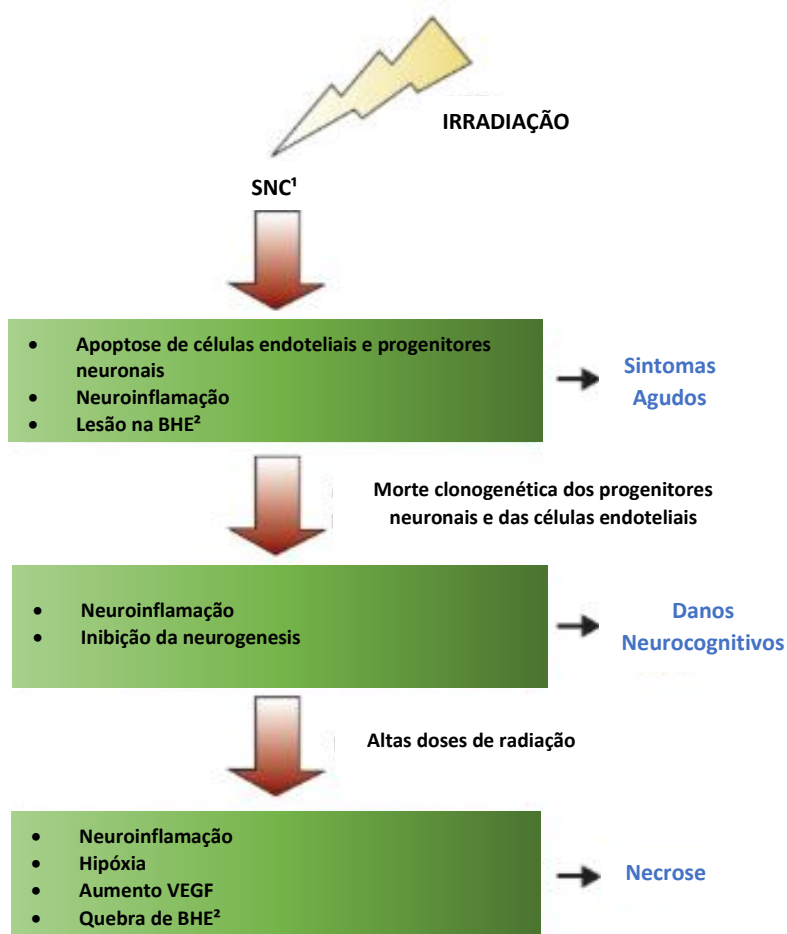 IRRADIAÇÃO
SNC¹
• Apoptose de células endoteliais e progitores
neuronais
• Neuroinflamação
• Lesão na BHE²
Sintomas
Agudos
Morte clonogenética dos progenitores
neuronais e das células endoteliais
• Neuroinflamação
• Inibição da neurogenesis
Danos
Neurocognitivos
Altas doses de radiação
• Neuroinflamação
• Hipóxia
• Aumento VEGF
• Quebra de BHE²
Necrose